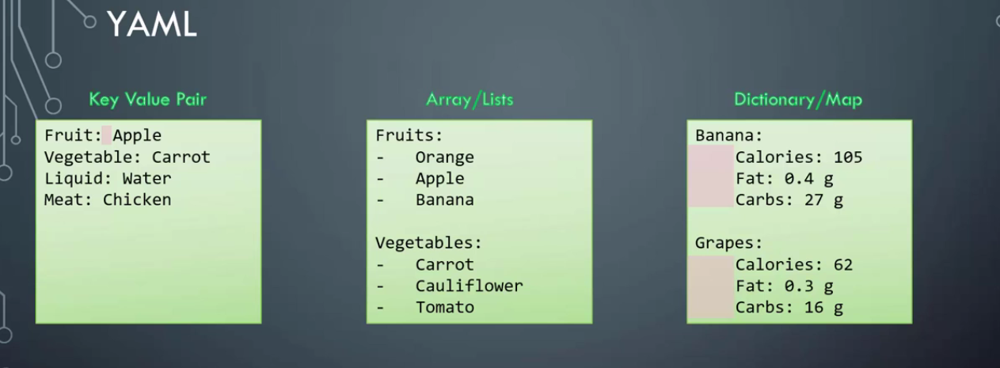 YAML
Key Value Pair
Fruit: Apple
Vegetable: Carrot
Liquid: Water
Meat: Chicken
Array/Lists
Fruits:
- Orange
- Apple
- Banana
Vegetables:
- Carrot
- Cauliflower
- Tomato
Dictionary/Map
Banana:
Calories: 105
Fat: 0.4 g
Carbs: 27 g
Grapes:
Calories: 62
Fat: 0.3 g
Carbs: 16 g